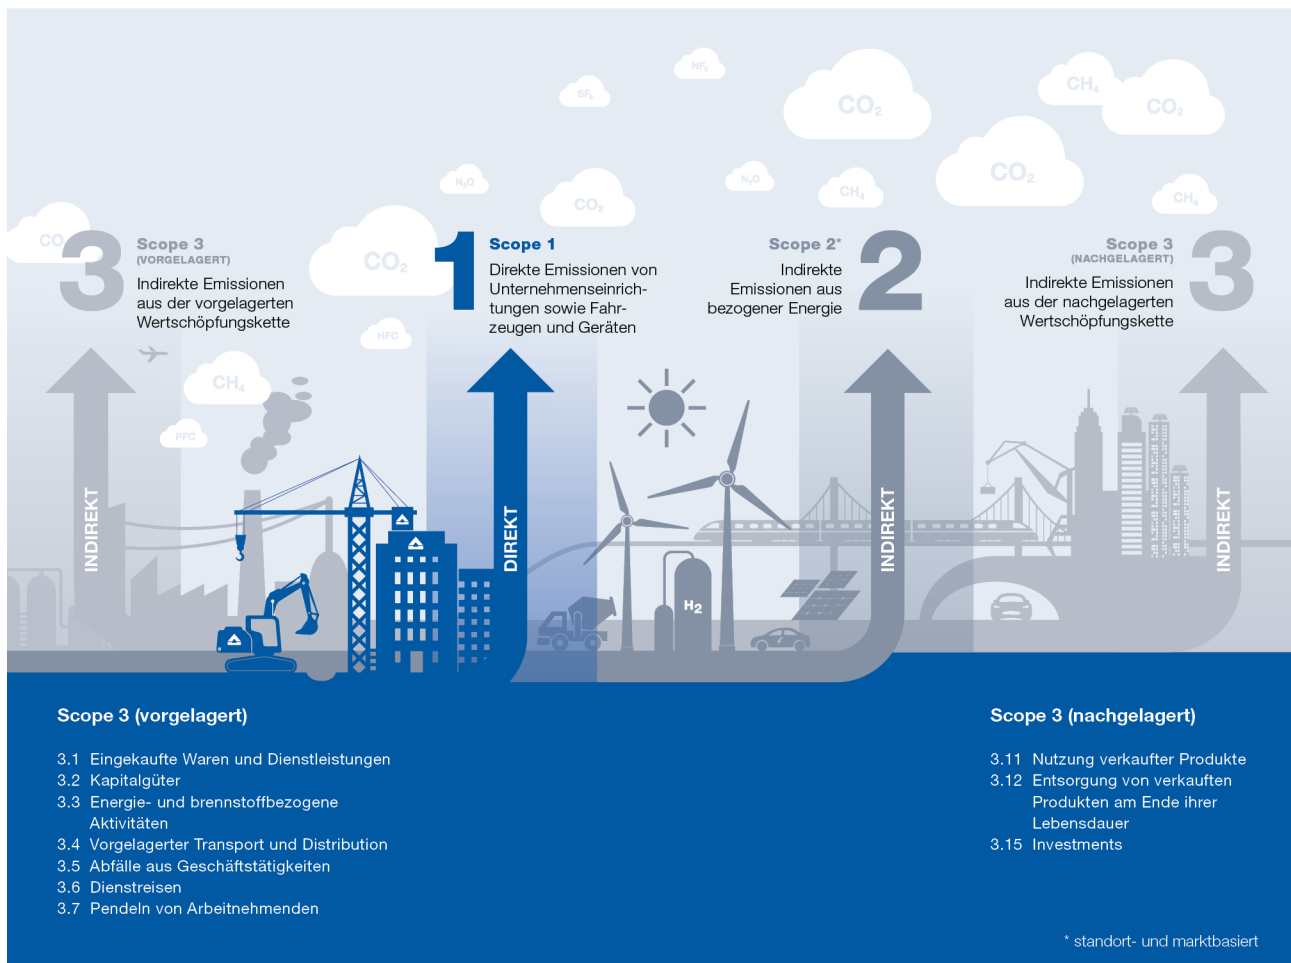 NF3
SF6
CO2
CH4
CO2
N2O
CO2
N2O
CH4
CO2
CH4
CO
CO2
HFC
CH4
PFC
3
Scope 3
(VORGELAGERT)
Indirekte Emissionen
aus der vorgelagerten
Wertschöpfungskette
1
Scope 1
Direkte Emissionen von
Unternehmenseinrich-
tungen sowie Fahr-
zeugen und Geräten
Scope 2*
2
Indirekte
Emissionen aus
bezogener Energie
Scope 3
(NACHGELAGERT)
3
Indirekte Emissionen
aus der nachgelagerten
Wertschöpfungskette
INDIREKT
DIREKT
H2
INDIREKT
INDIREKT
Scope 3 (vorgelagert)
3.1 Eingekaufte Waren und Dienstleistungen
3.2 Kapitalgüter
3.3 Energie- und brennstoffbezogene
Aktivitäten
3.4 Vorgelagerter Transport und Distribution
3.5 Abfälle aus Geschäftstätigkeiten
3.6 Dienstreisen
3.7 Pendeln von Arbeitnehmenden
Scope 3 (nachgelagert)
3.11 Nutzung verkaufter Produkte
3.12 Entsorgung von verkauften
Produkten am Ende ihrer
Lebensdauer
3.15 Investments
* standort- und marktbasiert